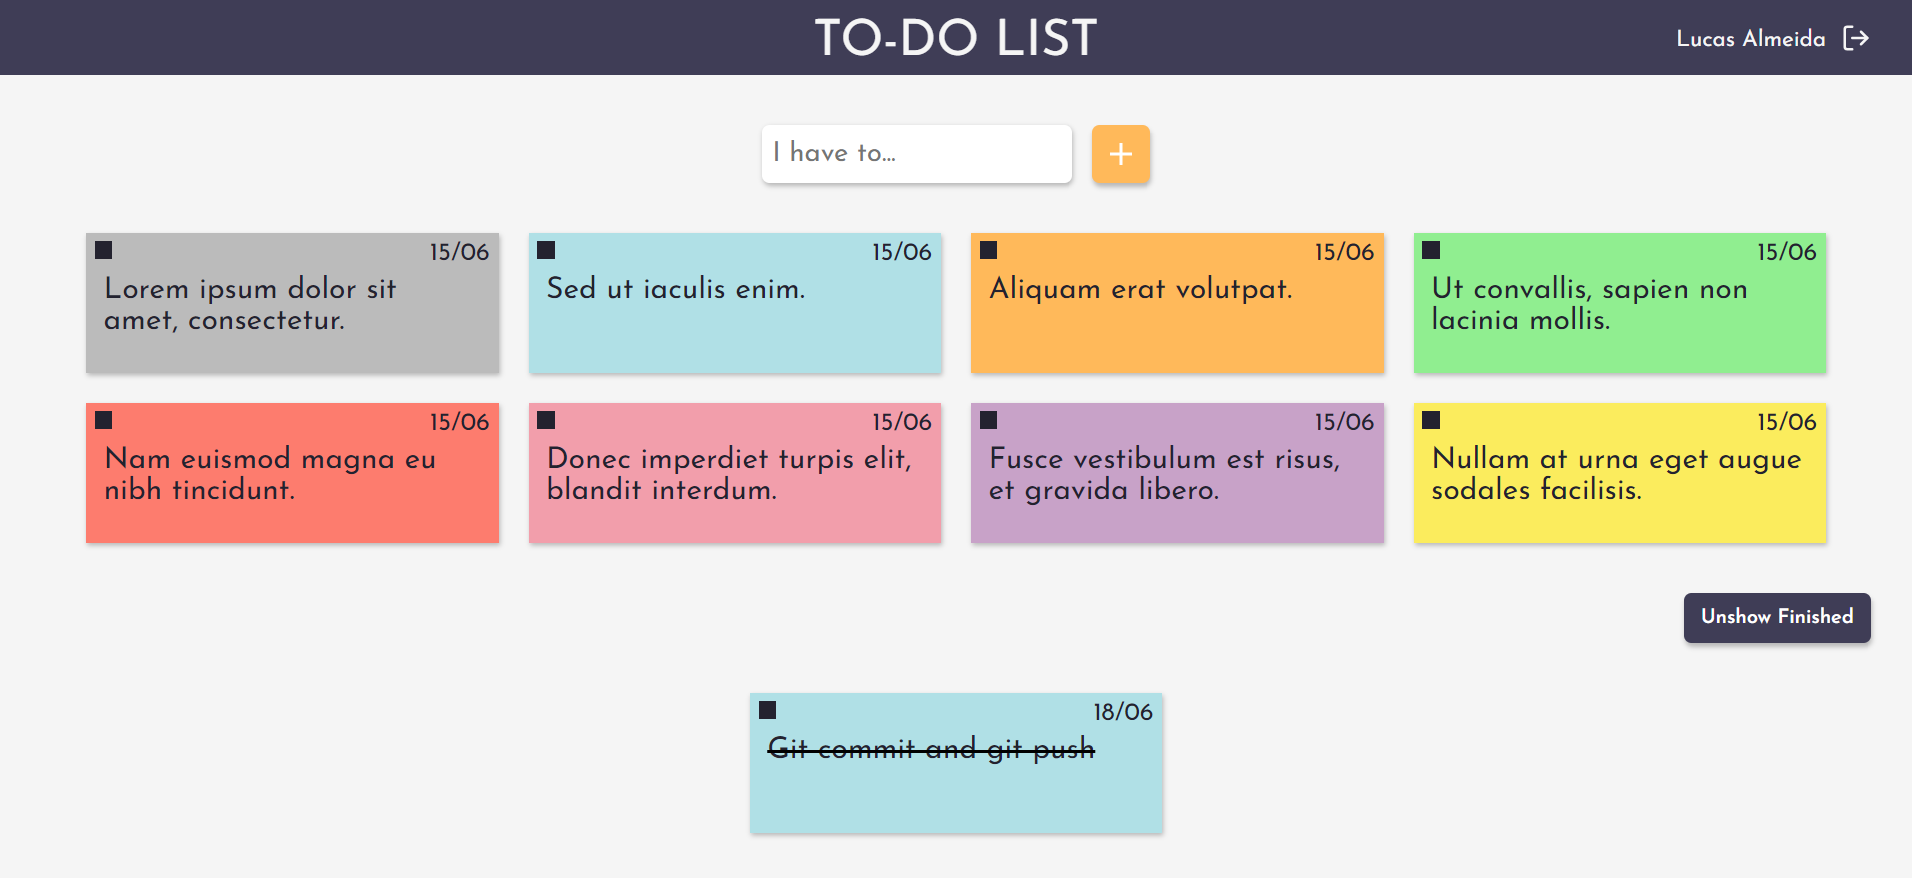 TO-DO LIST
Lucas Almeida
I have to...
15/06
Lorem ipsum dolor sit
amet, consectetur.
15/06
Sed ut iaculis enim.
15/06
Aliquam erat volutpat.
15/06
Ut convallis, sapien non
lacinia mollis.
15/06
Nam euismod magna eu
nibh tincidunt.
15/06
Donec imperdiet turpis elit,
blandit interdum.
15/06
Fusce vestibulum est risus,
et gravida libero.
15/06
Nullam at urna eget augue
sodales facilisis.
Unshow Finished
18/06
Git commit and git push